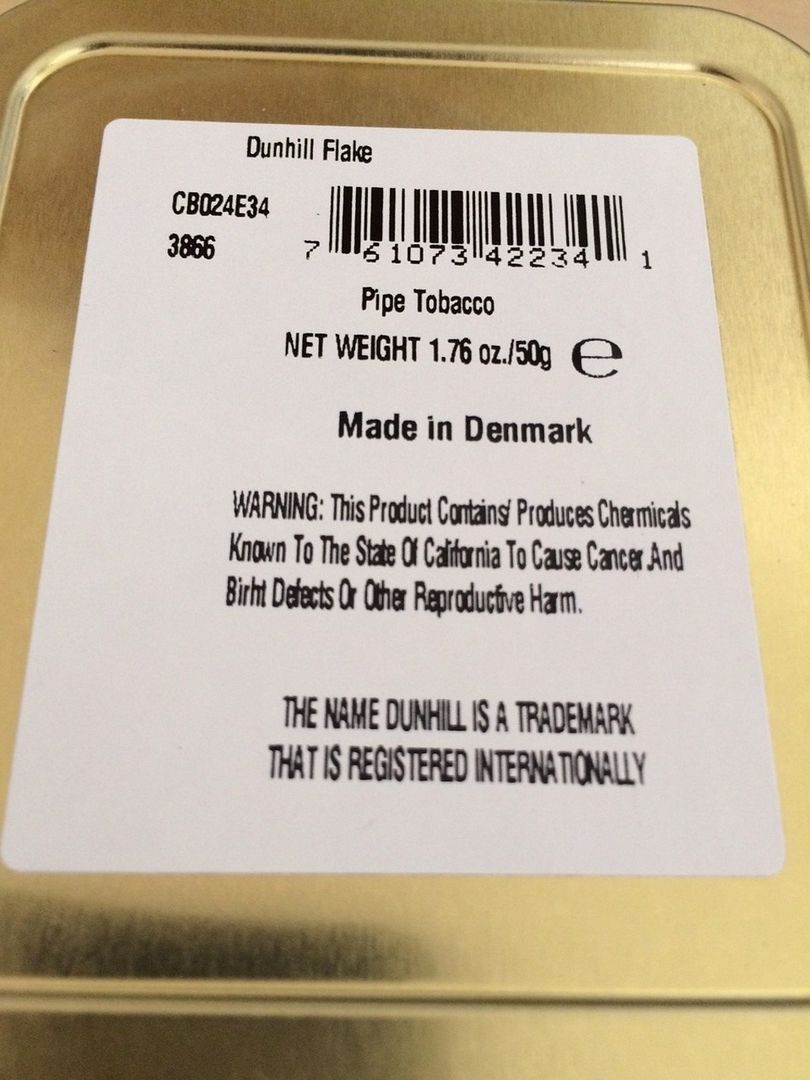 Dunhill Flake
CB024E34
3866
7 61073 42234 1
Pipe Tobacco
NET WEIGHT 1.76 oz./50g e
Made in Denmark
WARNING: This Product Contains/ Produces Chermicals
Known To The State Of California To Cause Cancer And
Birht Defects Or Other Reproductive Harm.
THE NAME DUNHILL IS A TRADEMARK
THAT IS REGISTERED INTERNATIONALLY